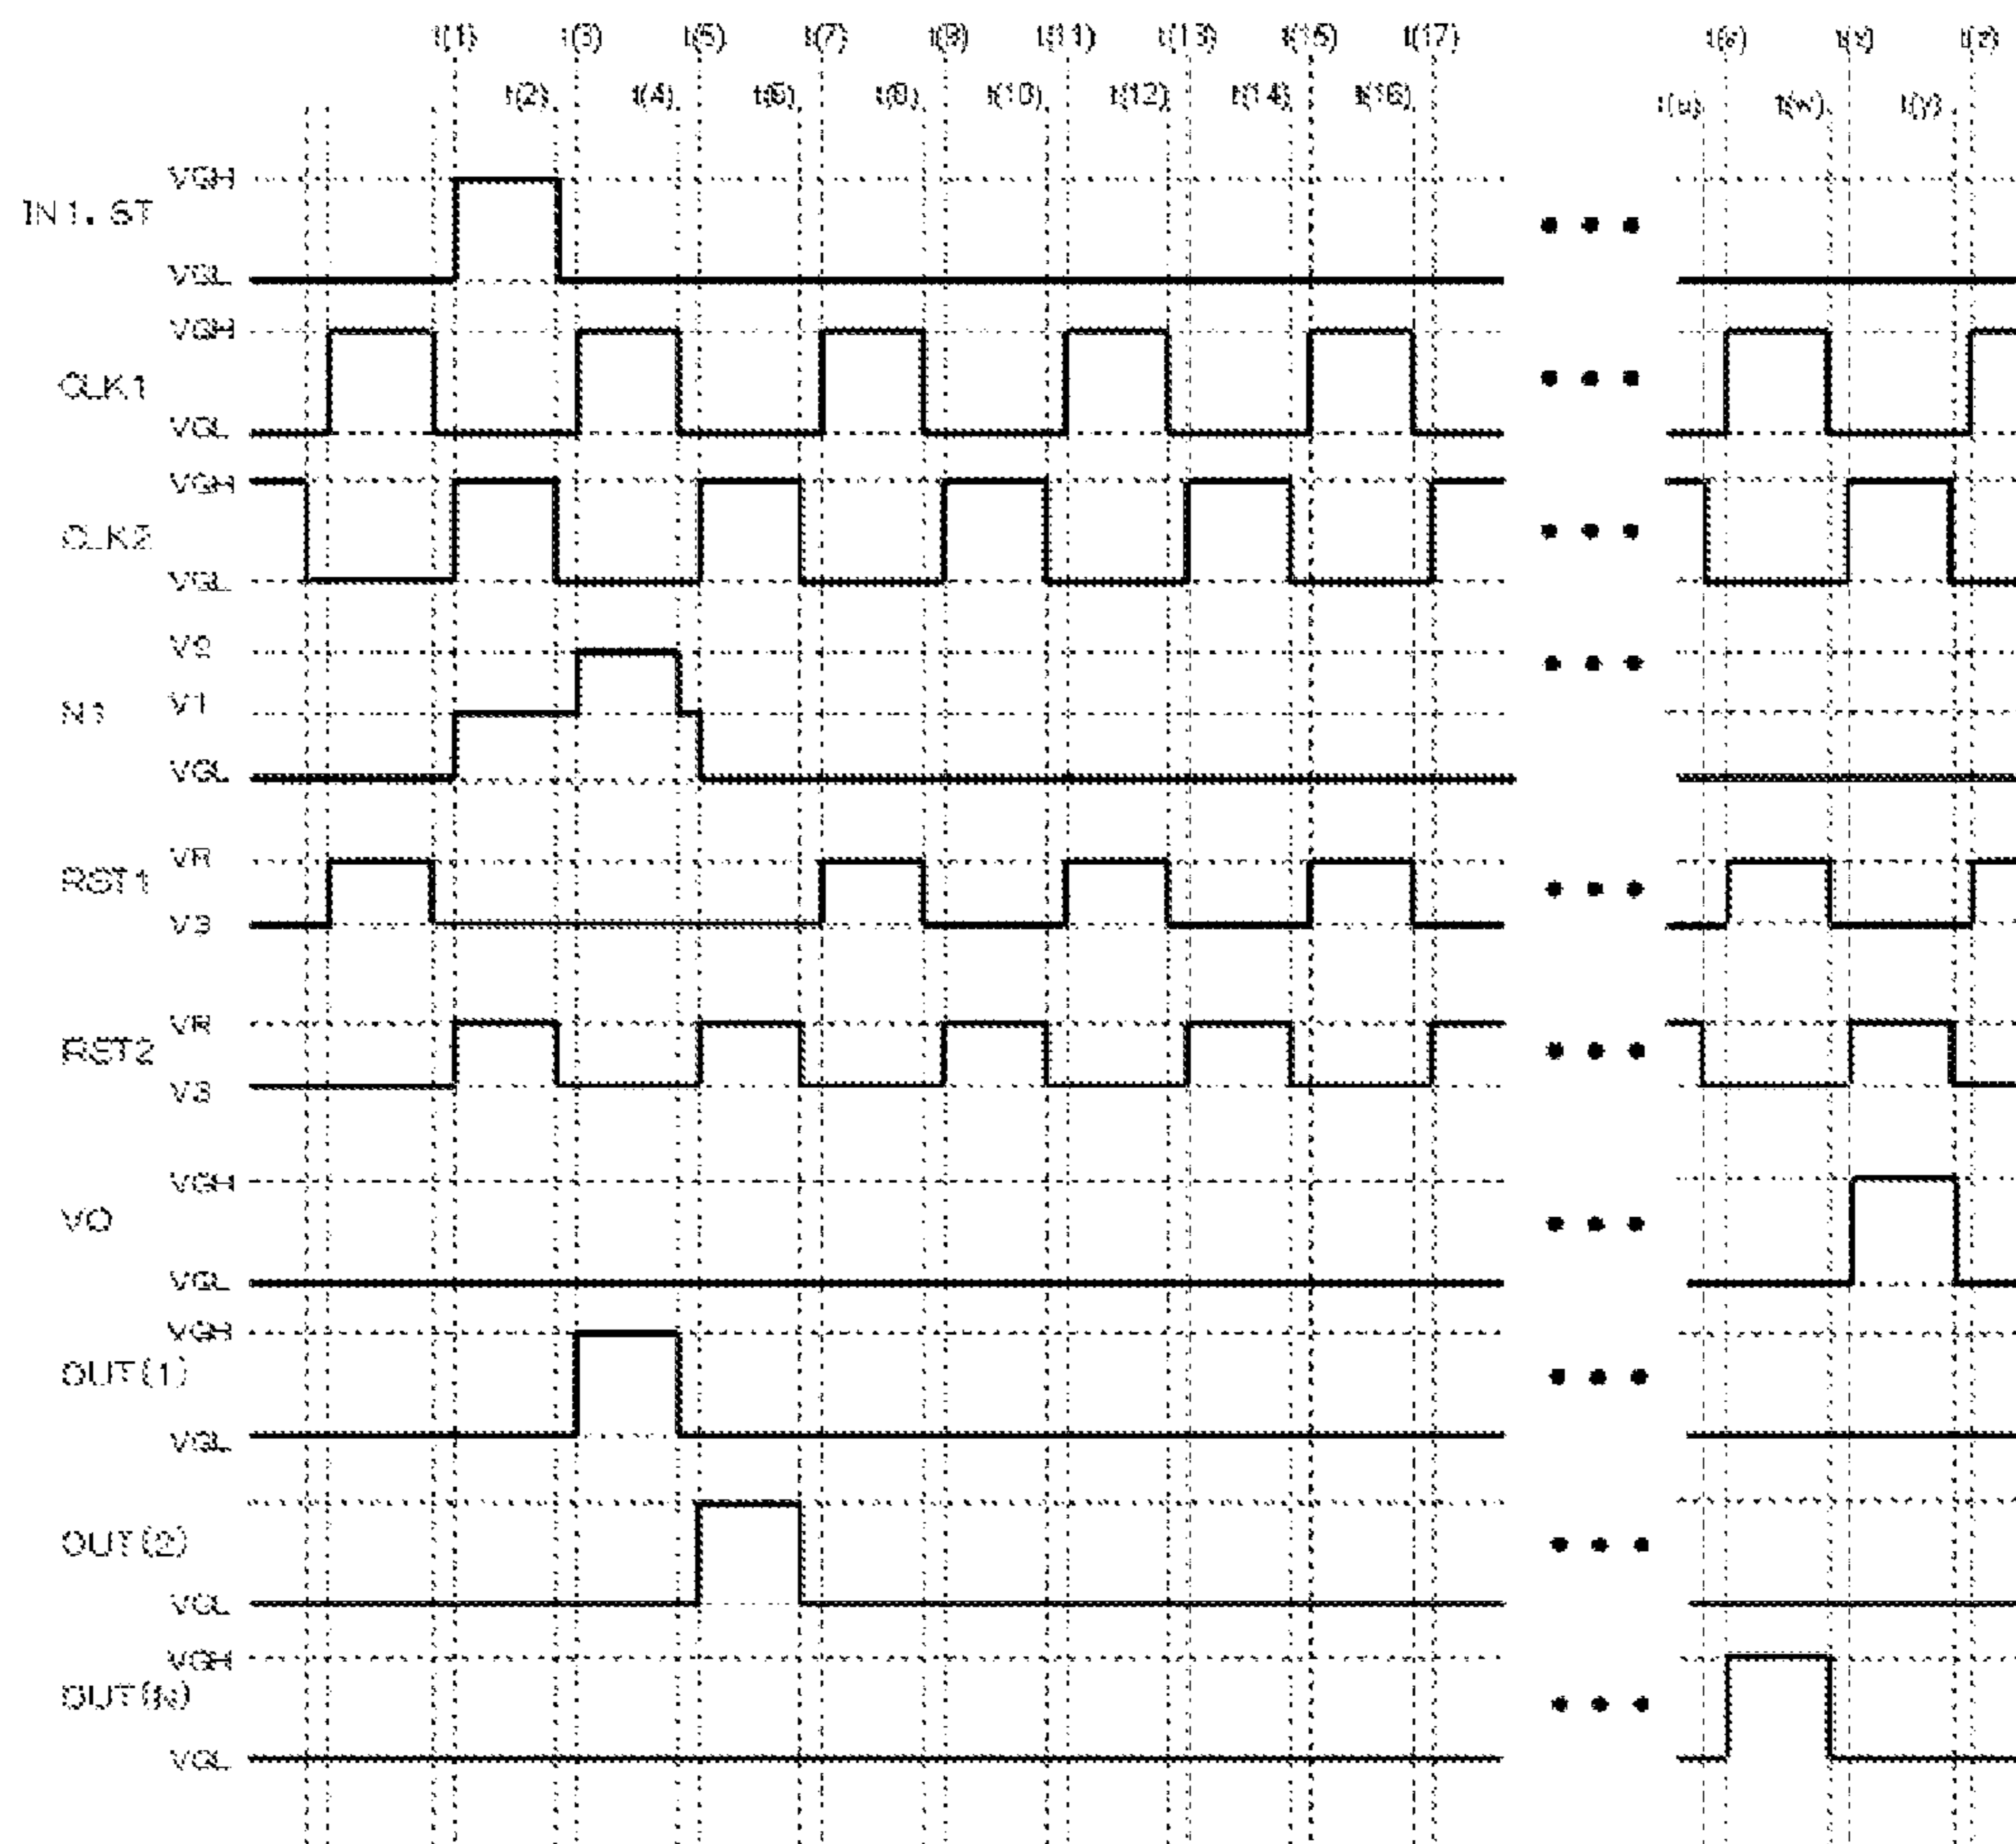 t(1) t(3) t(5) t(7) t(9) t(11) t(13) t(15) t(17)
t(2) t(4) t(6) t(8) t(10) t(12) t(14) t(16) t(u) t(w) t(y)
VGH
IN1. ST
VGL
VGH
CLK1
VGL
VGH
CLK2
VGL
V2
N1 V1
VGL
VR
RST1
V3
VR
RST2
V3
VGH
VO
VGL
VGH
OUT(1)
VGL
OUT(2)
VGL
VGH
OUT(N)
VGL